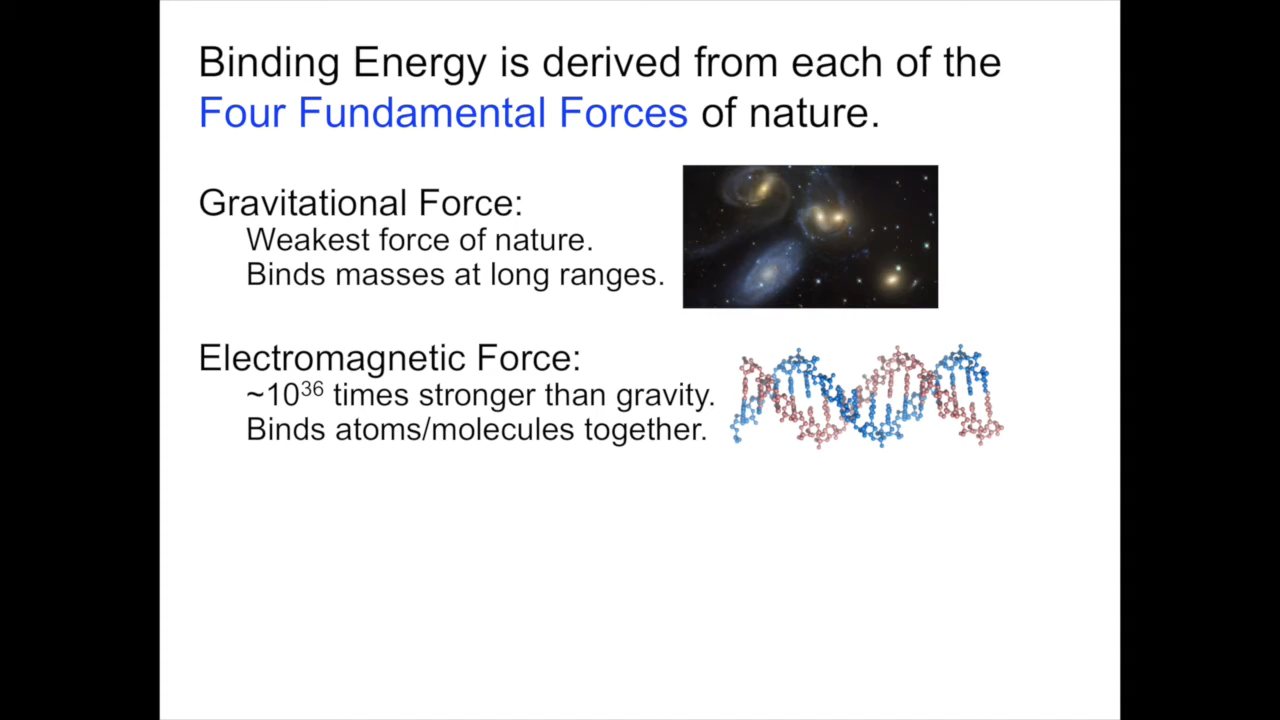 Binding Energy is derived from each of the
Four Fundamental Forces of nature.
Gravitational Force:
Weakest force of nature.
Binds masses at long ranges.
Electromagnetic Force:
~10³⁶ times stronger than gravity.
Binds atoms/molecules together.